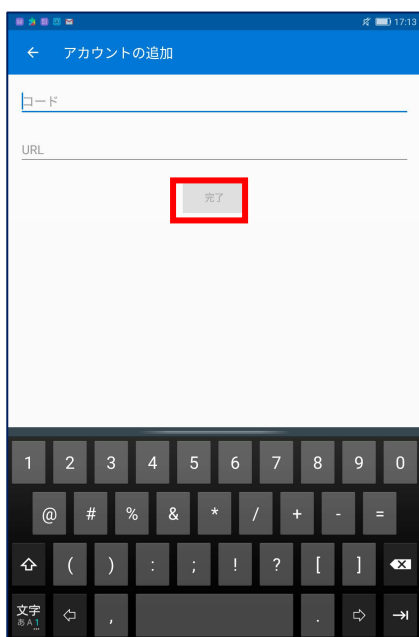 17:13
アカウントの追加
コード
URL
完了
1 2 3 4 5 6 7 8 9 0
@ # % & * / + - =
( ) : ; ! ? [ ]
文字
あ A 1
, .